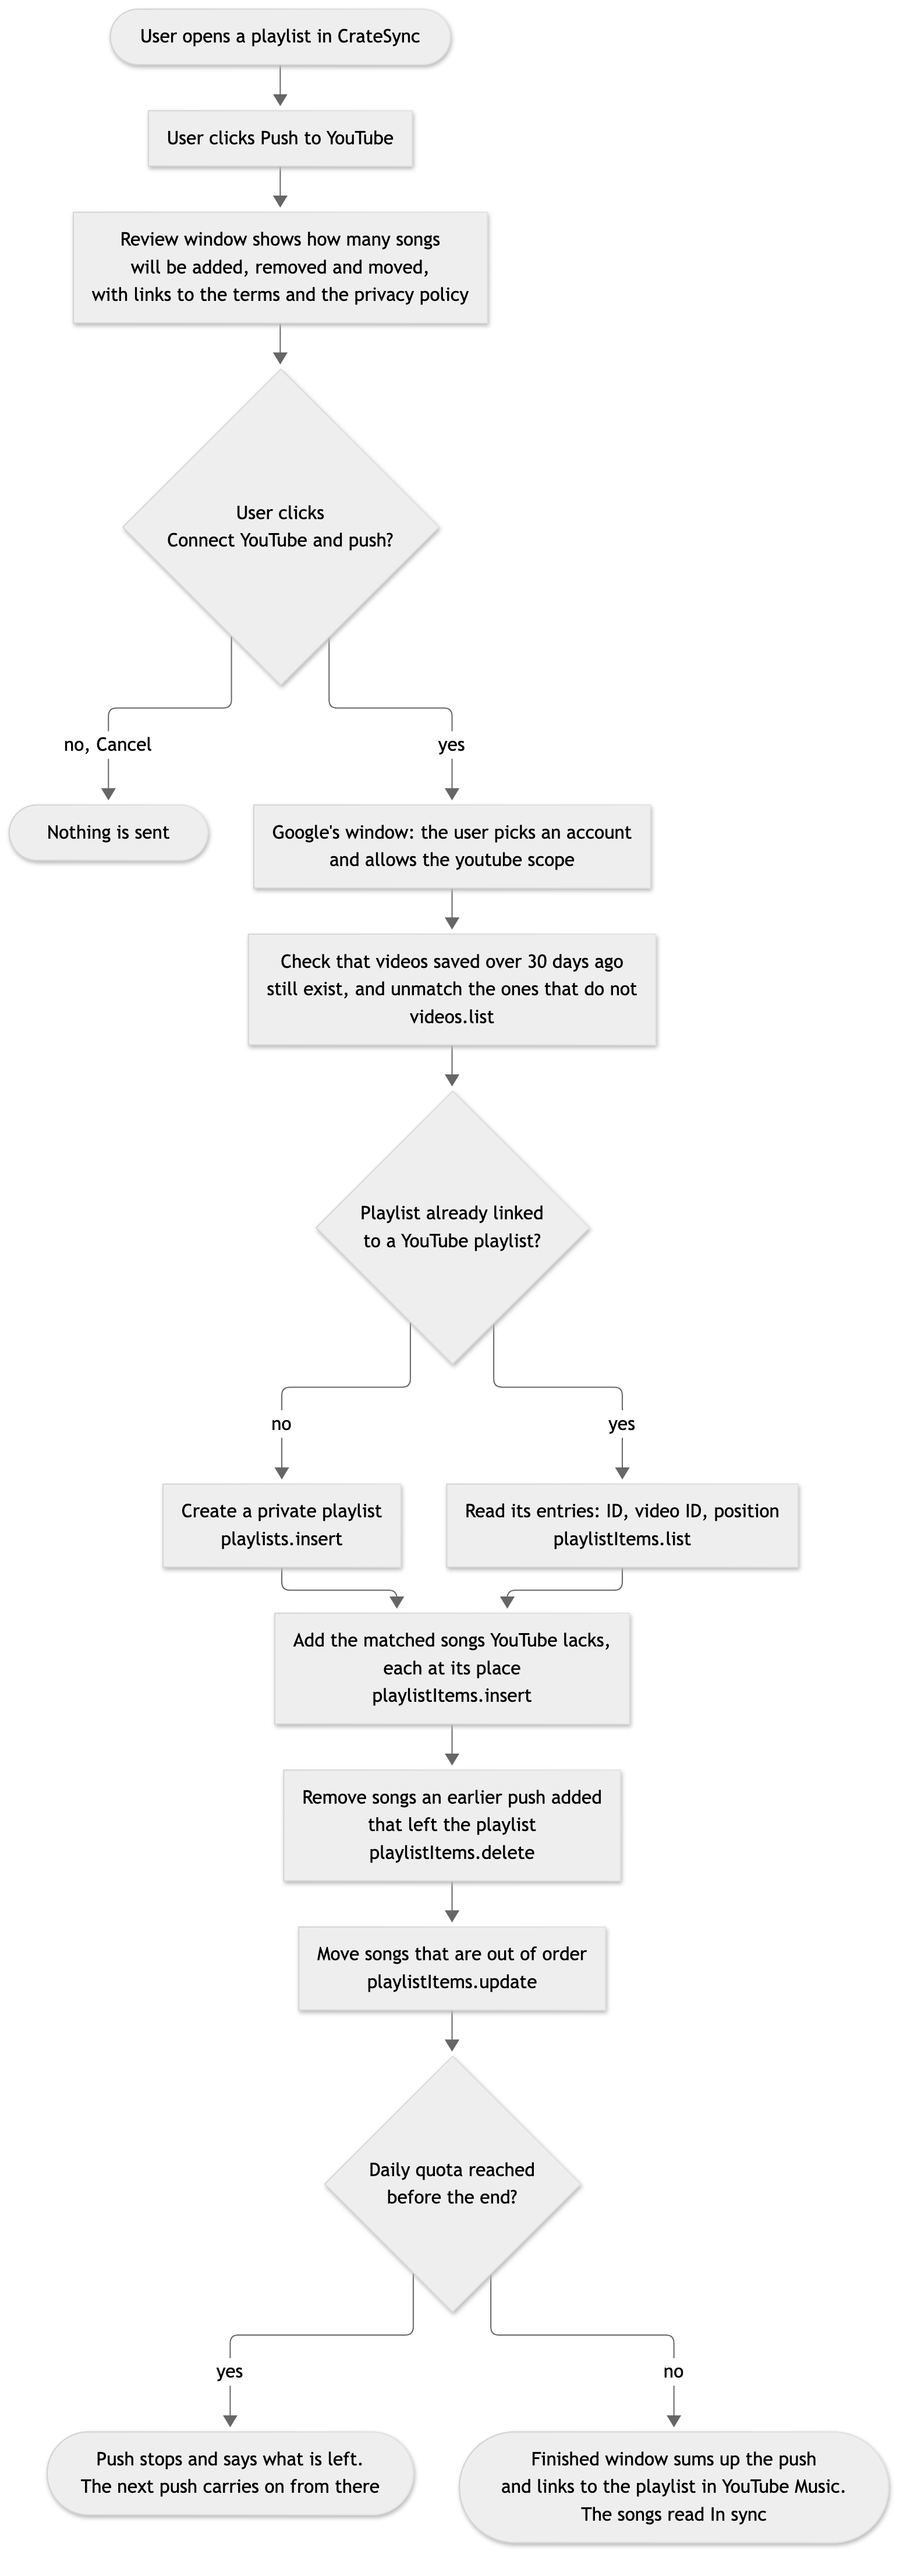 User opens a playlist in CrateSync
User clicks Push to YouTube
Review window shows how many songs
will be added, removed and moved,
with links to the terms and the privacy policy
User clicks
Connect YouTube and push?
no, Cancel
yes
Nothing is sent
Google's window: the user picks an account
and allows the youtube scope
Check that videos saved over 30 days ago
still exist, and unmatch the ones that do not
videos.list
Playlist already linked
to a YouTube playlist?
no
yes
Create a private playlist
playlists.insert
Read its entries: ID, video ID, position
playlistItems.list
Add the matched songs YouTube lacks,
each at its place
playlistItems.insert
Remove songs an earlier push added
that left the playlist
playlistItems.delete
Move songs that are out of order
playlistItems.update
Daily quota reached
before the end?
yes
no
Push stops and says what is left.
The next push carries on from there
Finished window sums up the push
and links to the playlist in YouTube Music.
The songs read In sync